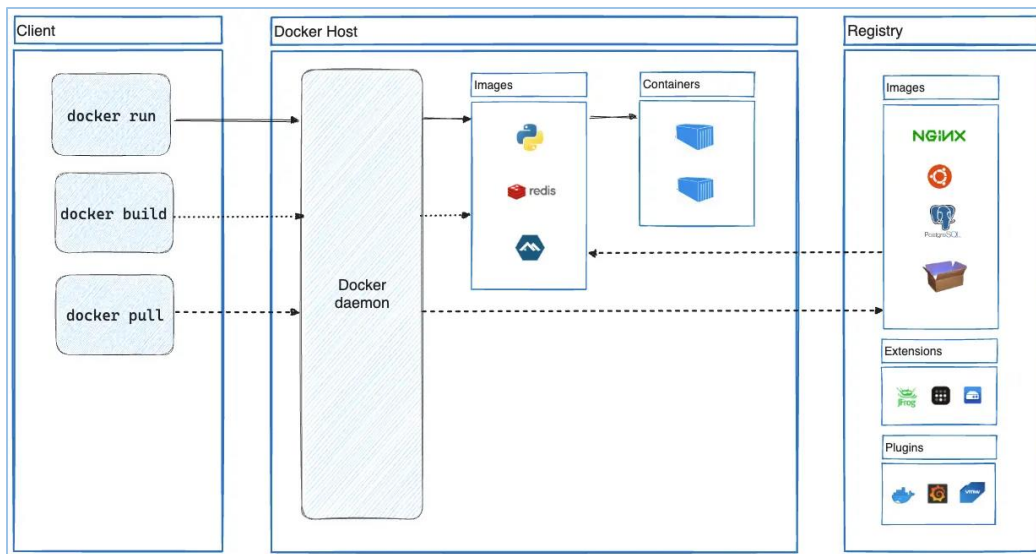 Client
Docker Host
Registry
docker run
docker build
docker pull
Docker
daemon
Images
redis
Containers
Images
NGINX
PostgreSQL
Extensions
JFrog
Plugins
vmw